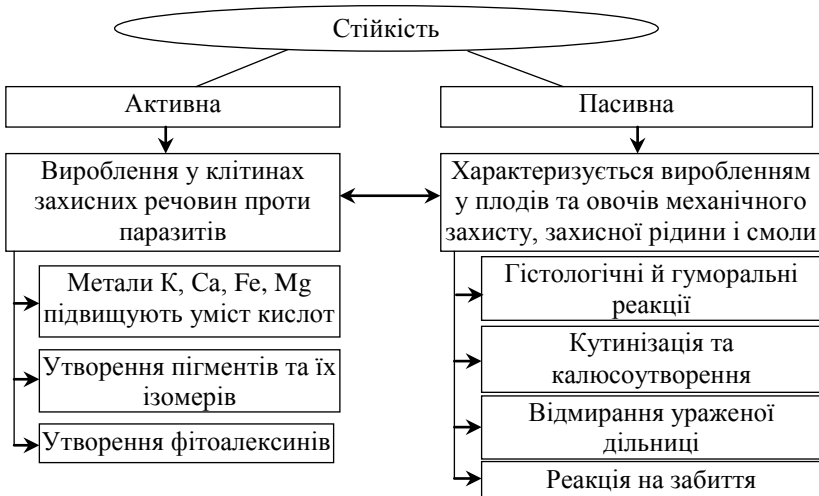 Стійкість
Активна
Пасивна
Вироблення у клітинах
захисних речовин проти
паразитів
Характеризується виробленням
у плодів та овочів механічного
захисту, захисної рідини і смоли
Метали К, Са, Fe, Mg
підвищують уміст кислот
Утворення пігментів та їх
ізомерів
Утворення фітоалексинів
Гістологічні й гуморальні
реакції
Кутинізація та
калюсоутворення
Відмирання ураженої
дільниці
Реакція на забиття